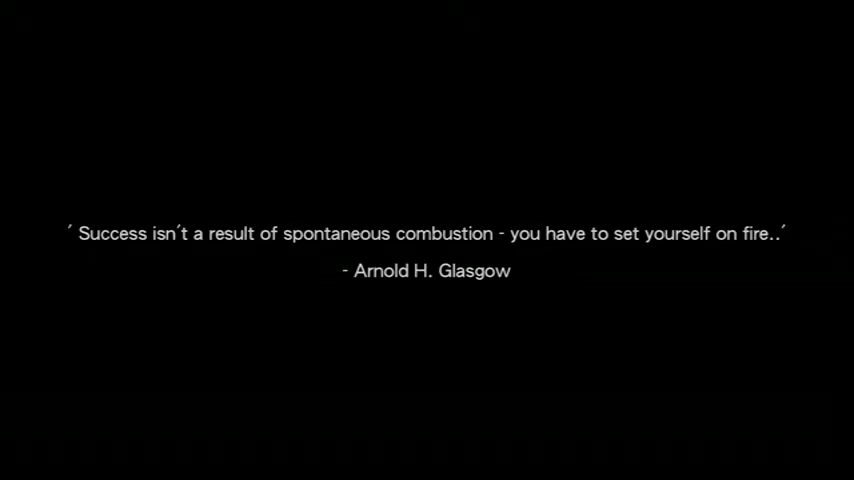 ´ Success isn´t a result of spontaneous combustion - you have to set yourself on fire..´
- Arnold H. Glasgow